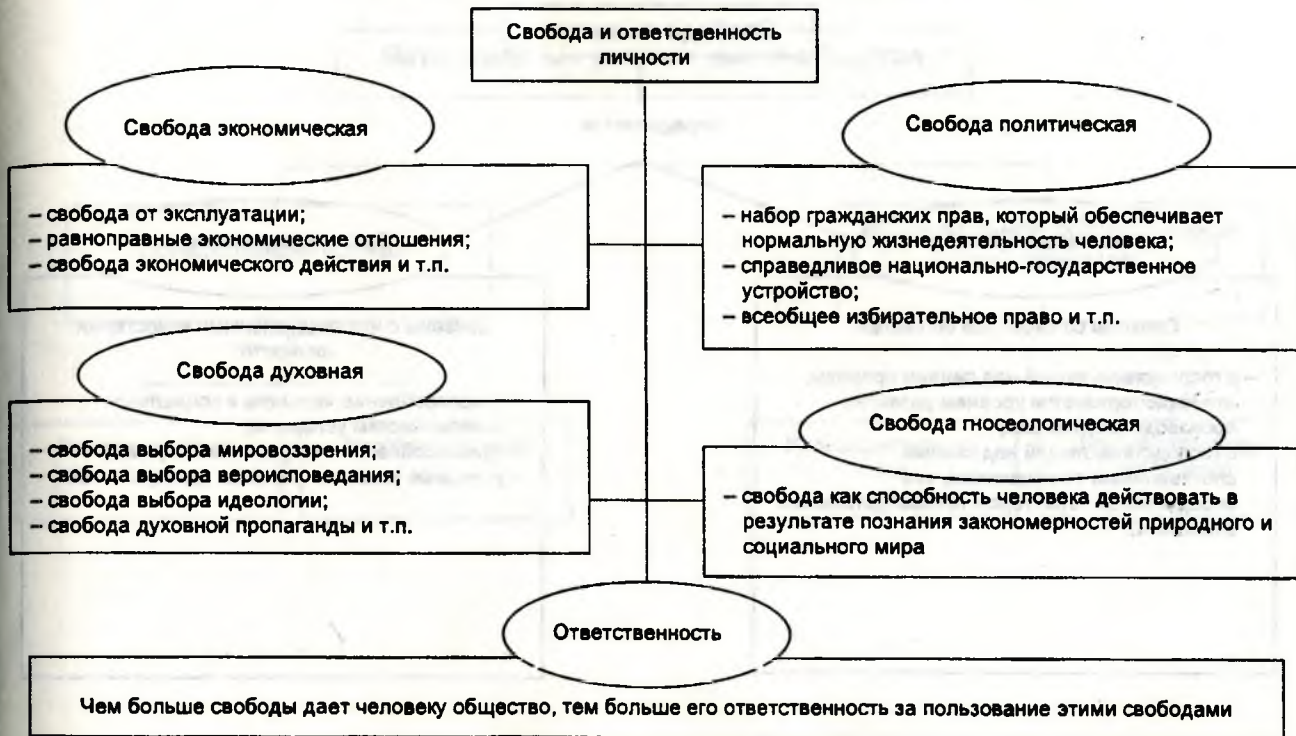 Свобода и ответственность
личности
Свобода экономическая
– свобода от эксплуатации;
– равноправные экономические отношения;
– свобода экономического действия и т.п.
Свобода политическая
– набор гражданских прав, который обеспечивает
нормальную жизнедеятельность человека;
– справедливое национально-государственное
устройство;
– всеобщее избирательное право и т.п.
Свобода духовная
– свобода выбора мировоззрения;
– свобода выбора вероисповедания;
– свобода выбора идеологии;
– свобода духовной пропаганды и т.п.
Свобода гносеологическая
– свобода как способность человека действовать в
результате познания закономерностей природного и
социального мира
Ответственность
Чем больше свободы дает человеку общество, тем больше его ответственность за пользование этими свободами